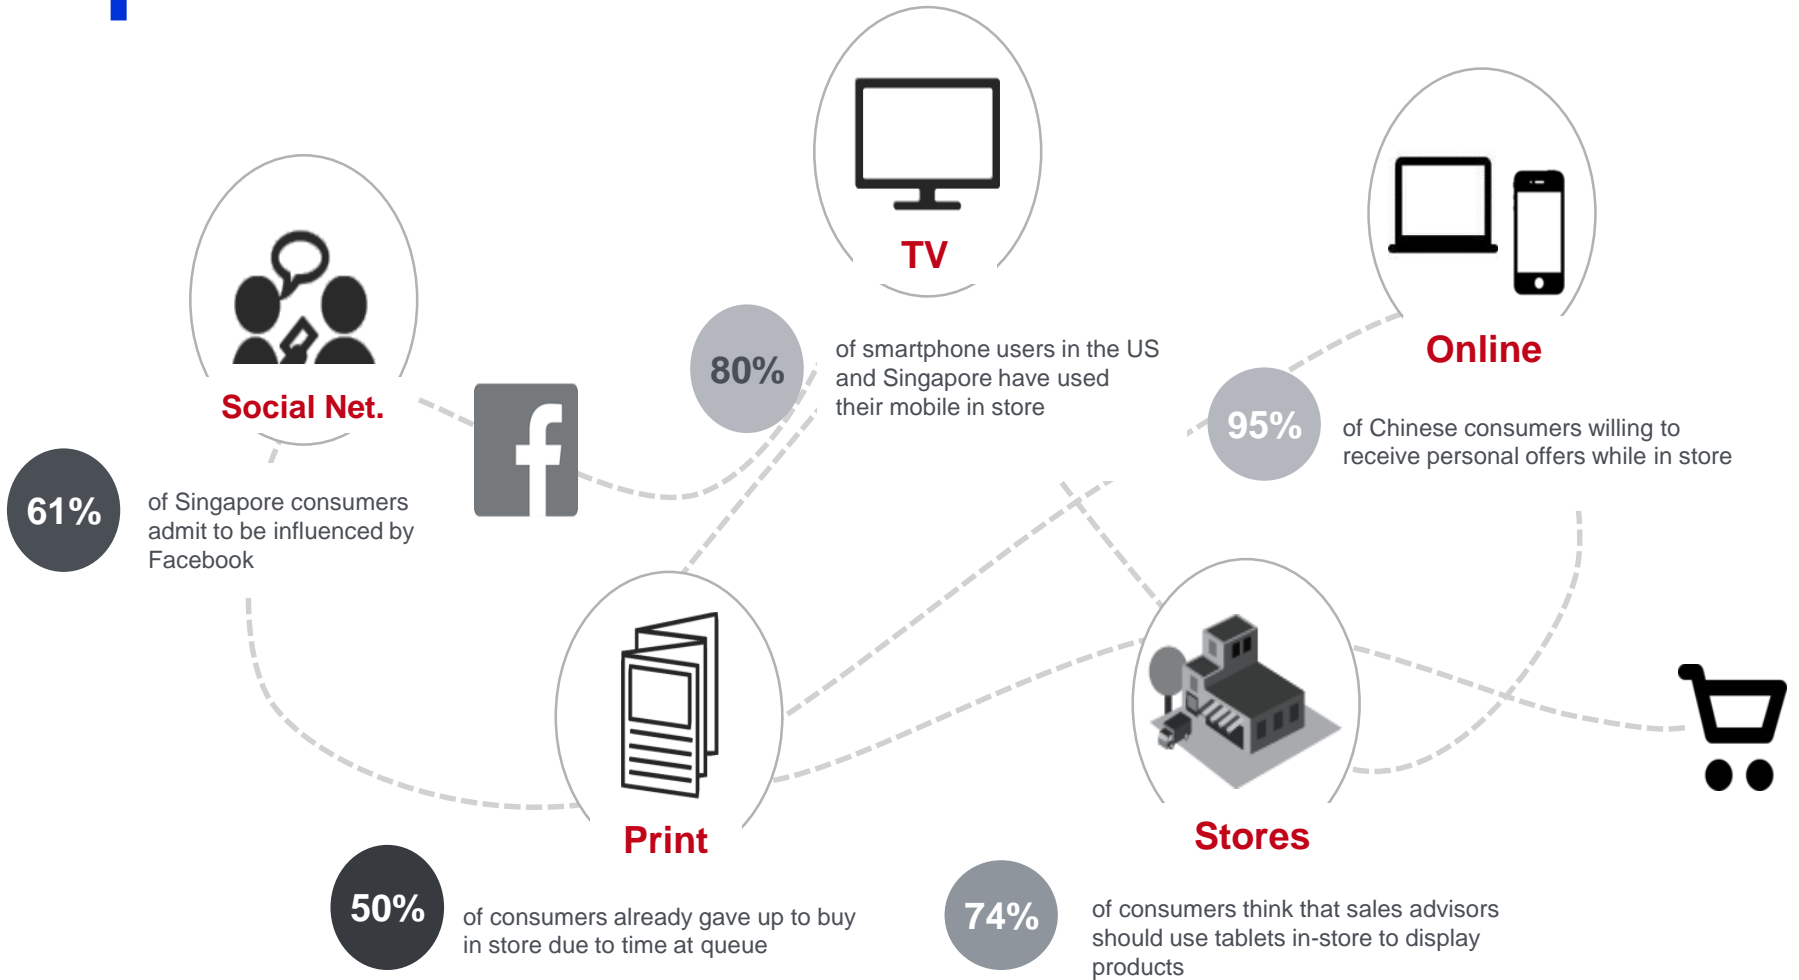 TV
80%
of smartphone users in the US
and Singapore have used
their mobile in store
Online
95%
of Chinese consumers willing to
receive personal offers while in store
Social Net.
f
61%
of Singapore consumers
admit to be influenced by
Facebook
Print
50%
of consumers already gave up to buy
in store due to time at queue
Stores
74%
of consumers think that sales advisors
should use tablets in-store to display
products